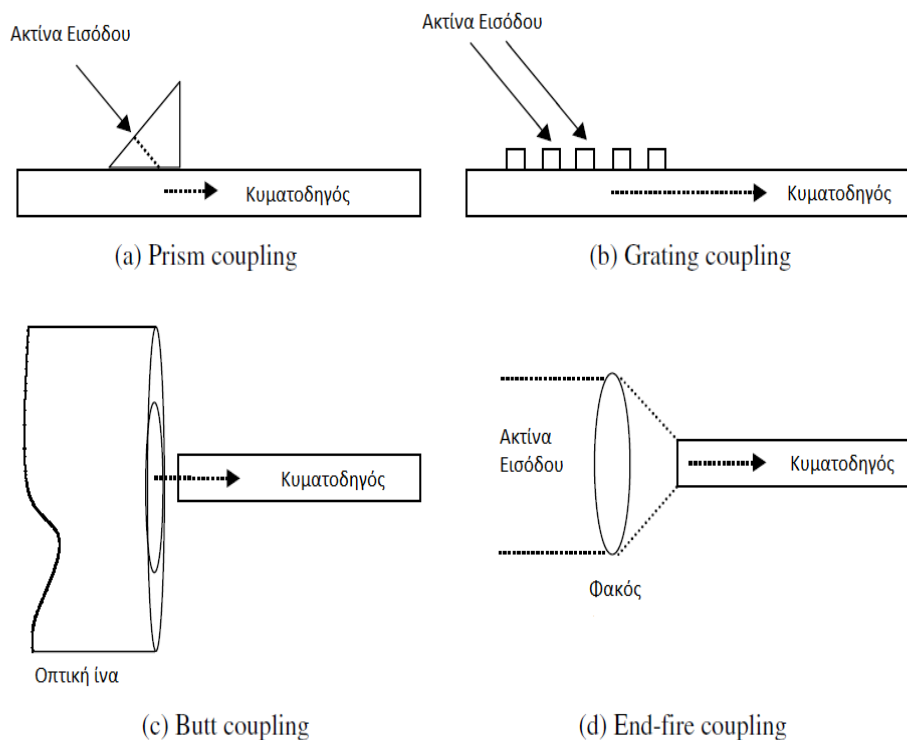 Ακτίνα Εισόδου
Κυματοδηγός
(a) Prism coupling
Ακτίνα Εισόδου
Κυματοδηγός
(b) Grating coupling
Κυματοδηγός
Οπτική ίνα
(c) Butt coupling
Ακτίνα
Εισόδου
Κυματοδηγός
Φακός
(d) End-fire coupling